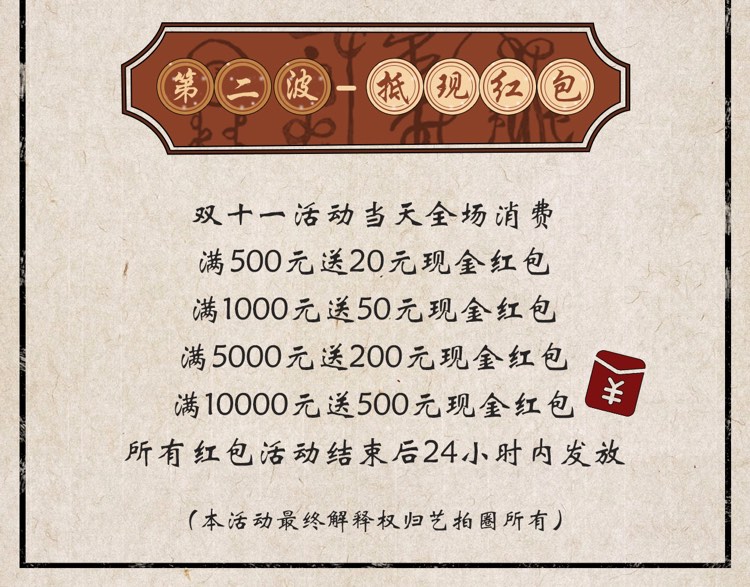 第二波-抵现红包
双十一活动当天全场消费
满500元送20元现金红包
满1000元送50元现金红包
满5000元送200元现金红包
满10000元送500元现金红包
所有红包活动结束后24小时内发放
(本活动最终解释权归艺拍圈所有)